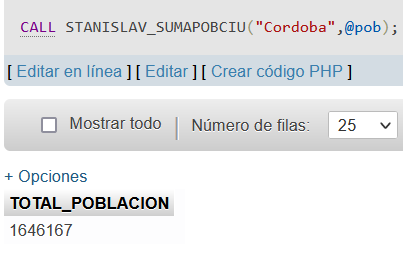 CALL STANISLAV_SUMAPOBCIU("Cordoba",@pob);
[ Editar en línea ] [ Editar ] [ Crear código PHP ]
Mostrar todo | Número de filas: 25
+ Opciones
TOTAL_POBLACION
1646167